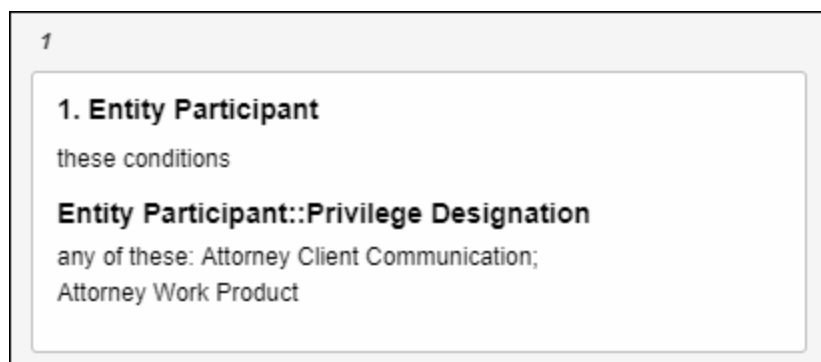 1
1. Entity Participant
these conditions
Entity Participant::Privilege Designation
any of these: Attorney Client Communication;
Attorney Work Product